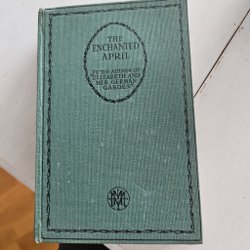 THE
ENCHANTED
APRIL
BY THE AUTHOR OF
"ELIZABETH AND
HER GERMAN
GARDEN"